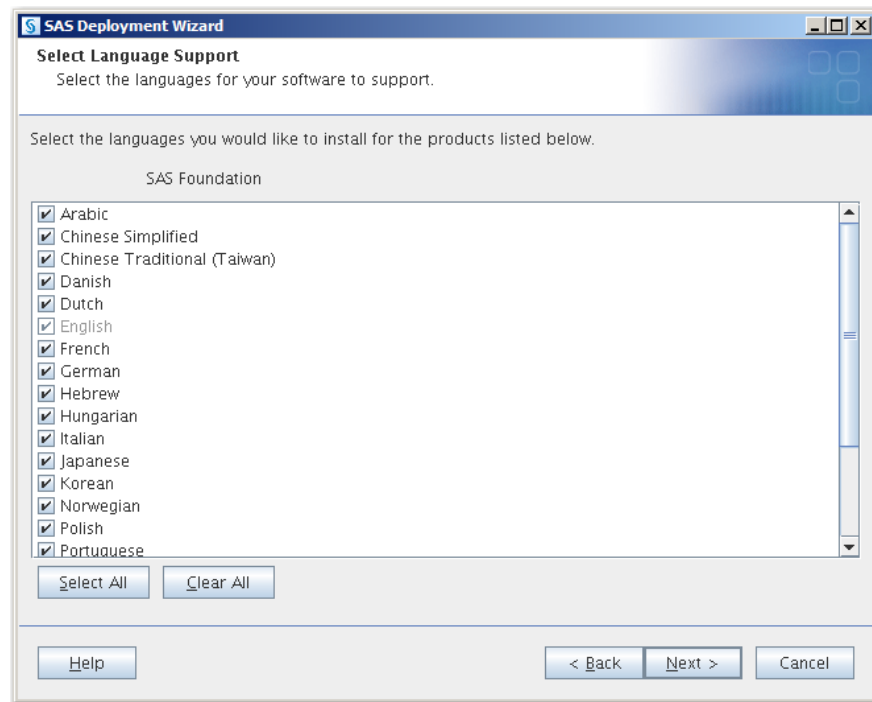 SAS Deployment Wizard
Select Language Support
Select the languages for your software to support.
Select the languages you would like to install for the products listed below.
SAS Foundation
Arabic
Chinese Simplified
Chinese Traditional (Taiwan)
Danish
Dutch
English
French
German
Hebrew
Hungarian
Italian
Japanese
Korean
Norwegian
Polish
Portuguese
Select All Clear All
Help < Back Next > Cancel